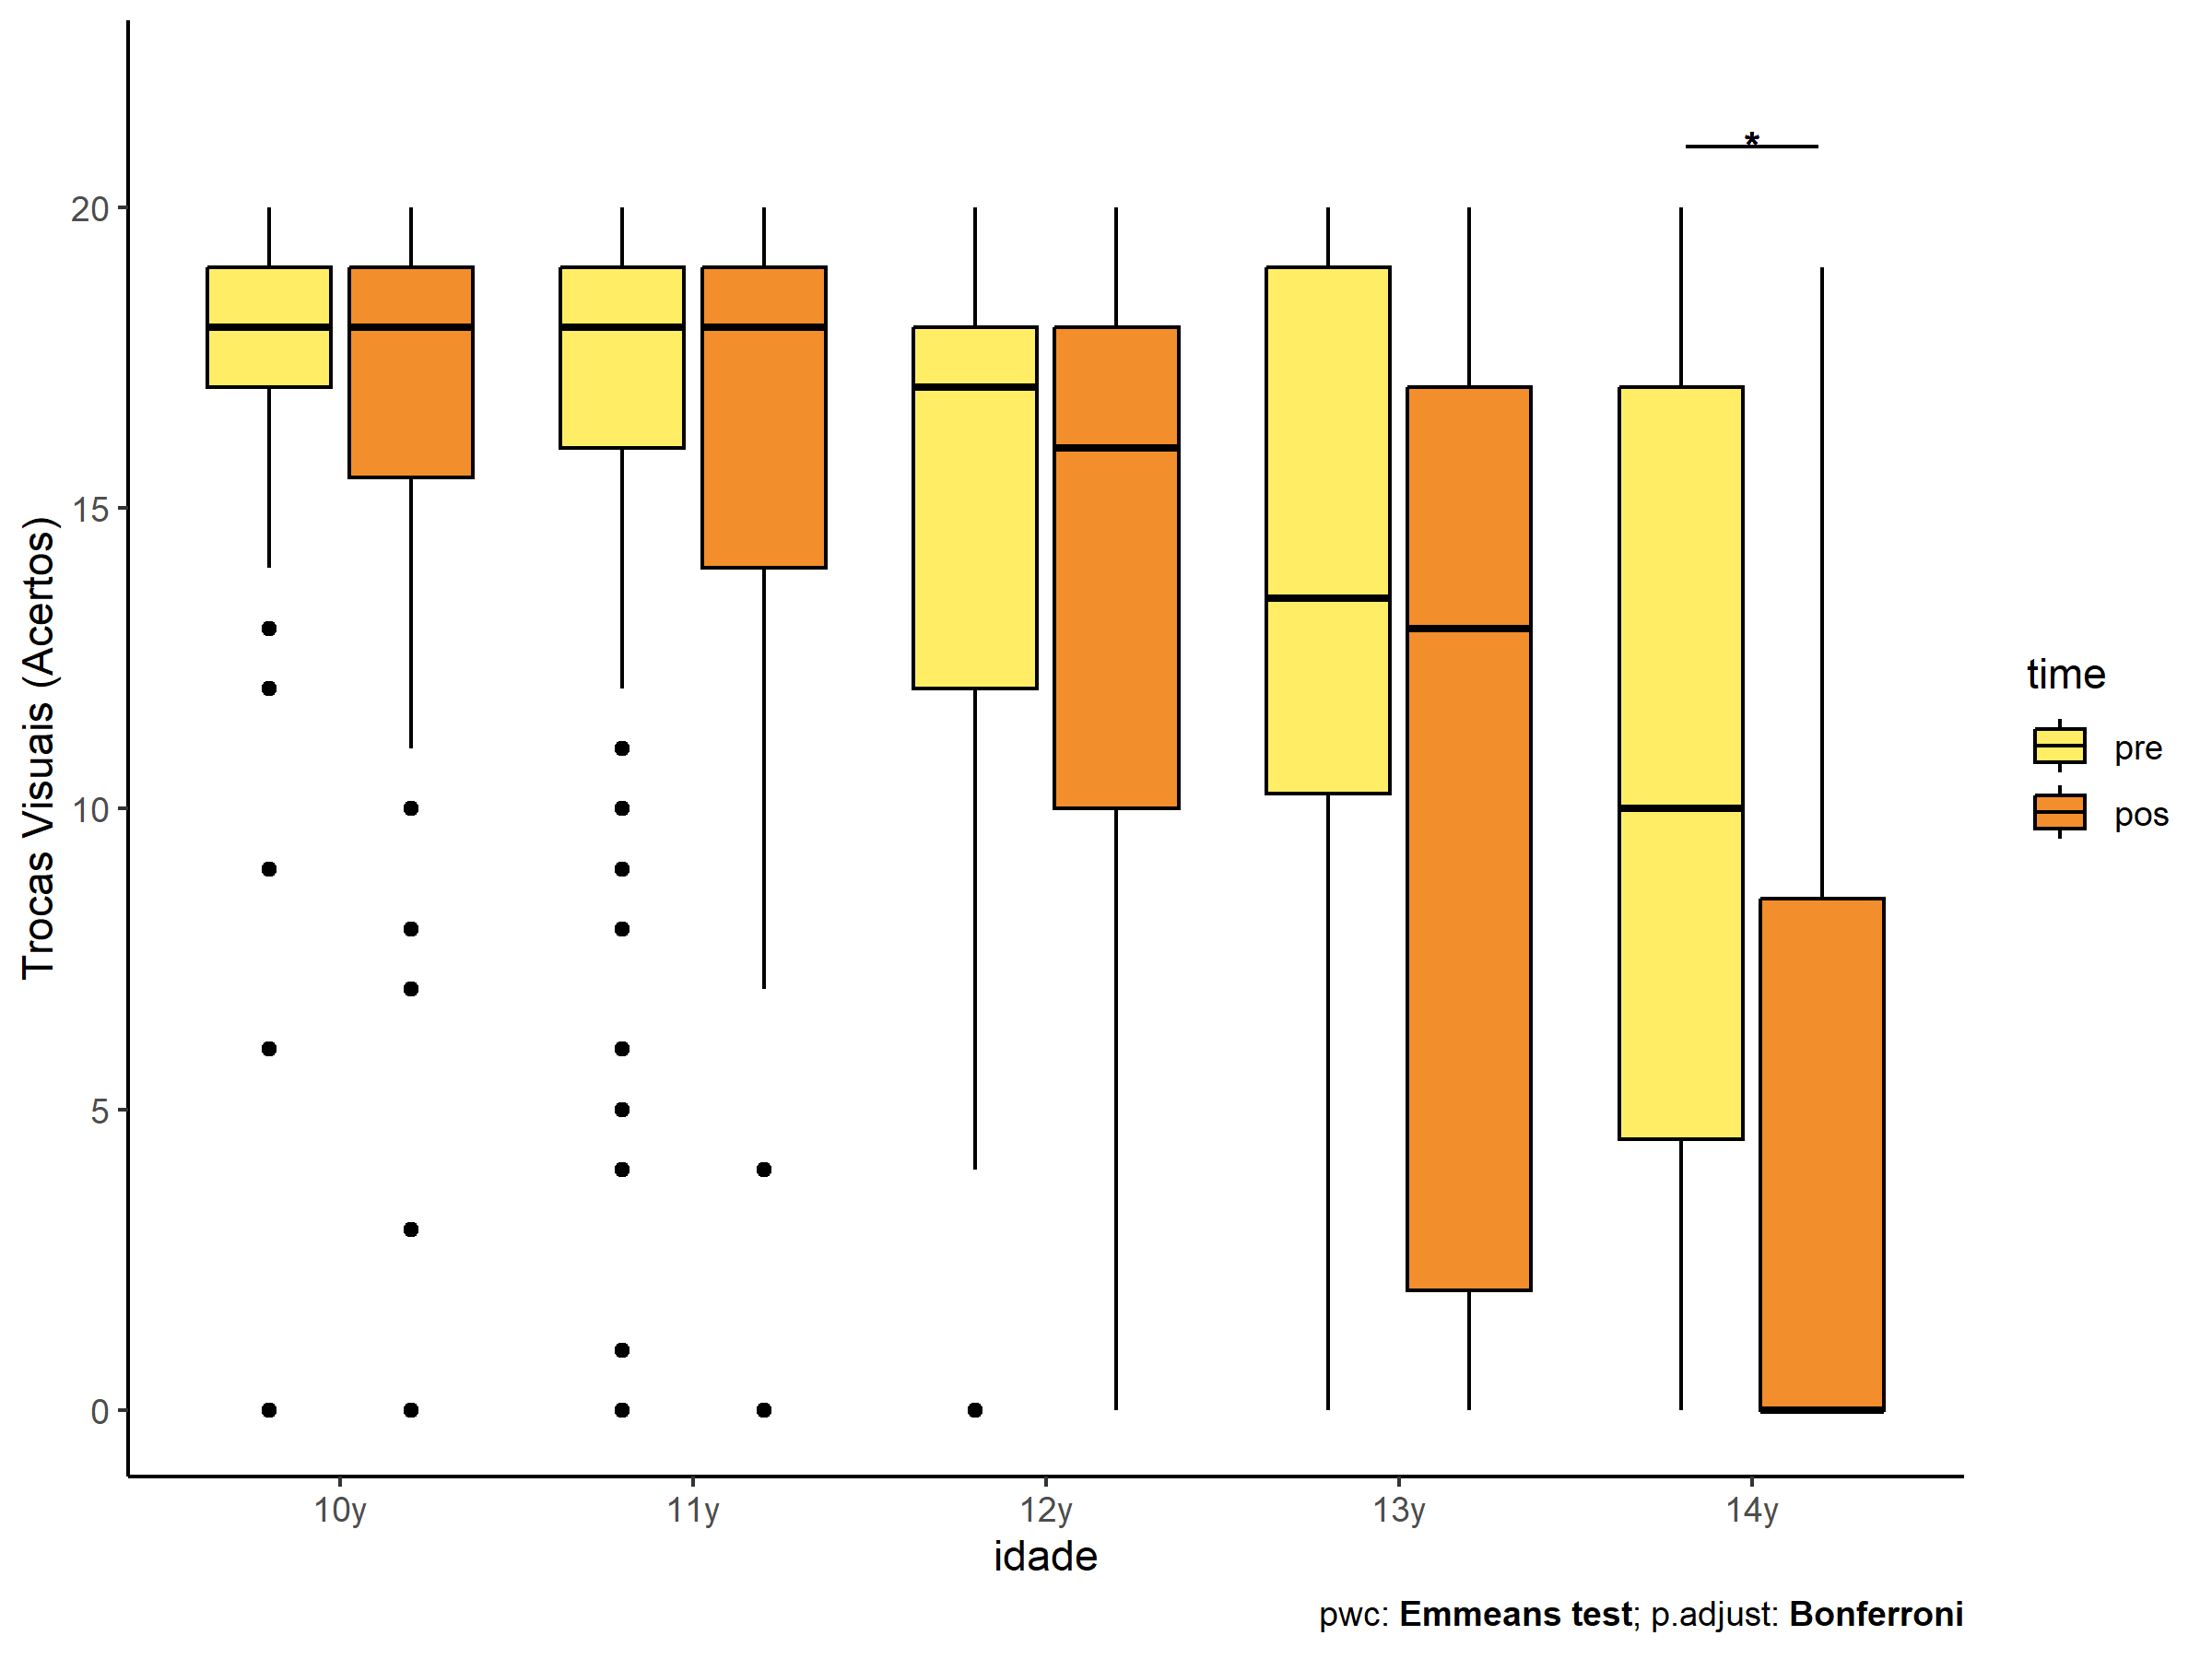 *
20
15
10
5
0
Trocas Visuais (Acertos)
10y 11y 12y 13y 14y
idade
time
pre
pos
pwc: Emmeans test; p.adjust: Bonferroni